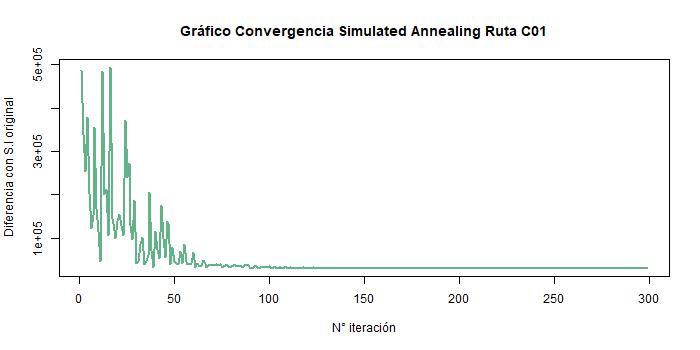 Gráfico Convergencia Simulated Annealing Ruta C01
Diferencia con S.I original
5e+05
3e+05
1e+05
0 50 100 150 200 250 300
N° iteración